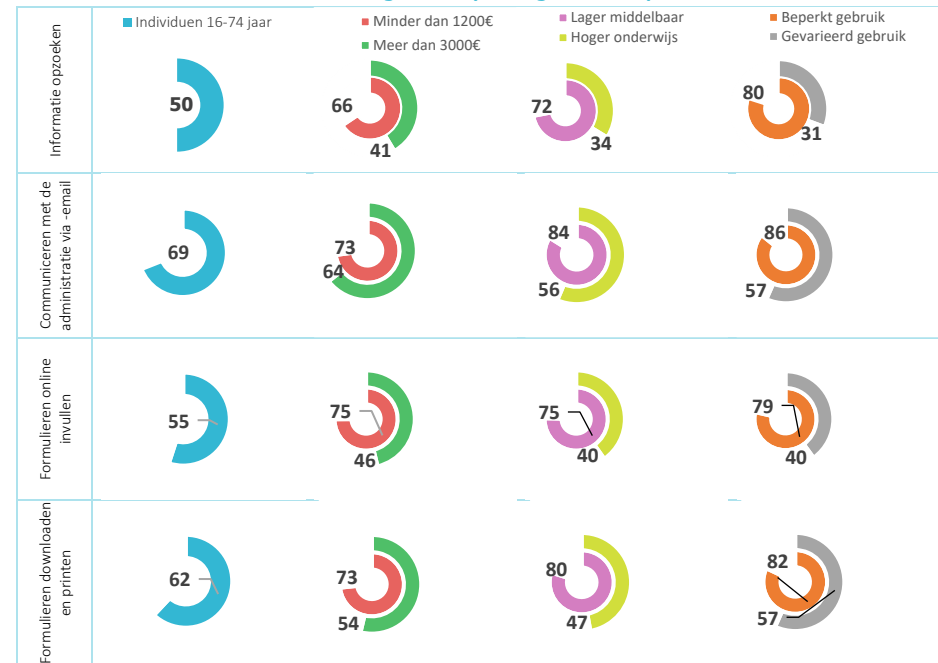 Individuen 16-74 jaar
Minder dan 1200€
Meer dan 3000€
Lager middelbaar
Hoger onderwijs
Beperkt gebruik
Gevarieerd gebruik
Informatie opzoeken
50
66
41
72
34
80
31
Communiceren met de
administratie via -email
69
73
64
84
56
86
57
Formulieren online
invullen
55
75
46
75
40
79
40
Formulieren downloaden
en printen
62
73
54
80
47
82
57